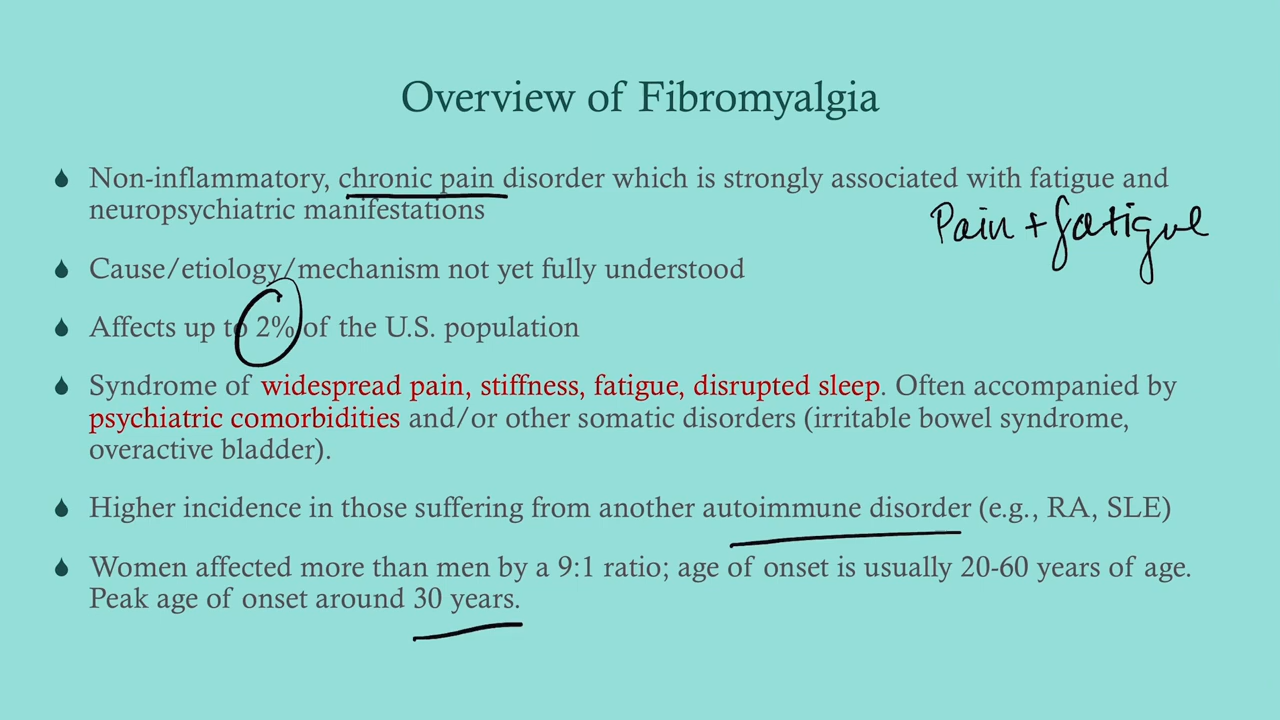 Overview of Fibromyalgia
Non-inflammatory, chronic pain disorder which is strongly associated with fatigue and
neuropsychiatric manifestations
Pain + fatigue
Cause/etiology/mechanism not yet fully understood
Affects up to 2% of the U.S. population
Syndrome of widespread pain, stiffness, fatigue, disrupted sleep. Often accompanied by
psychiatric comorbidities and/or other somatic disorders (irritable bowel syndrome,
overactive bladder).
Higher incidence in those suffering from another autoimmune disorder (e.g., RA, SLE)
Women affected more than men by a 9:1 ratio; age of onset is usually 20-60 years of age.
Peak age of onset around 30 years.